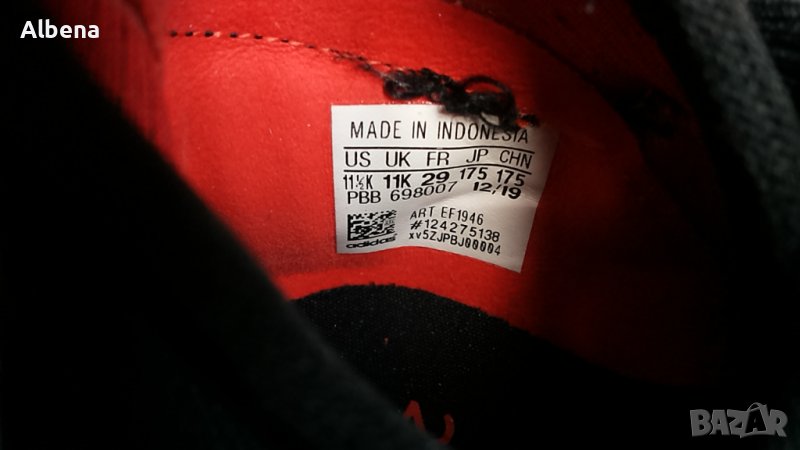 Albena
MADE IN INDONESIA
US UK FR JP CHN
11½K 11K 29 175 175
PBB 698007 12/19
ART EF1946
#124275138
xv5ZJPBJ00004
adidas
BAZAR